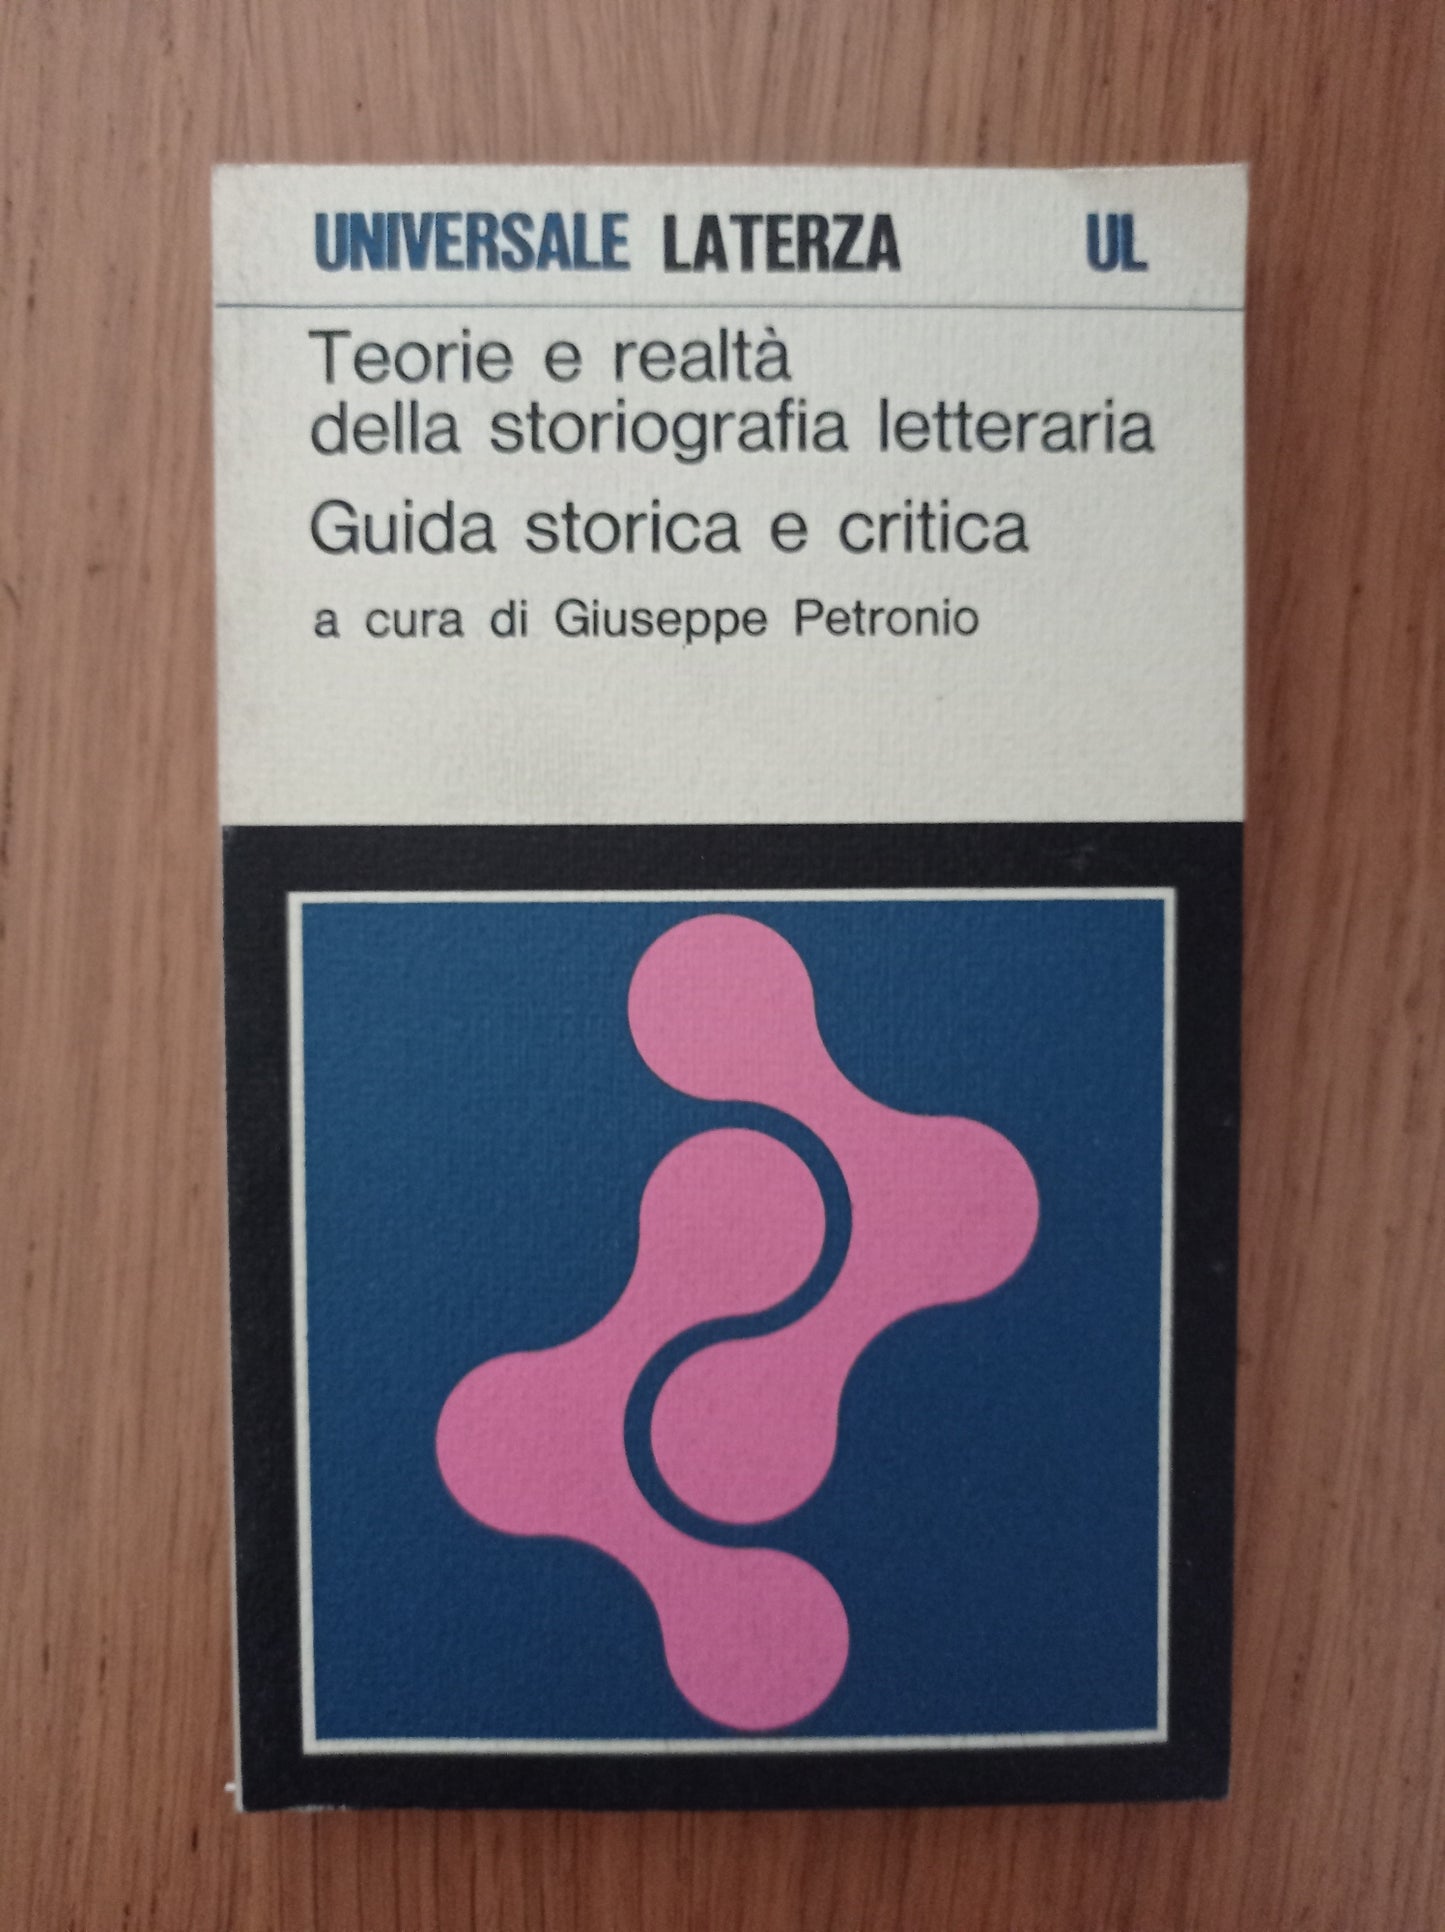 UNIVERSALE LATERZA UL
Teorie e realtà
della storiografia letteraria
Guida storica e critica
a cura di Giuseppe Petronio